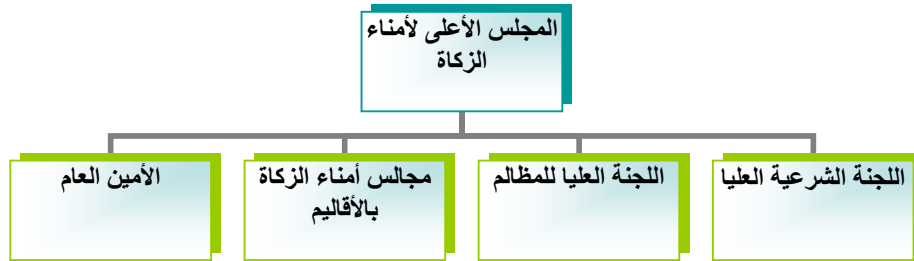 المجلس الأعلى لأمناء
الزكاة
اللجنة الشرعية العليا
اللجنة العليا للمظالم
مجالس أمناء الزكاة
بالأقاليم
الأمين العام